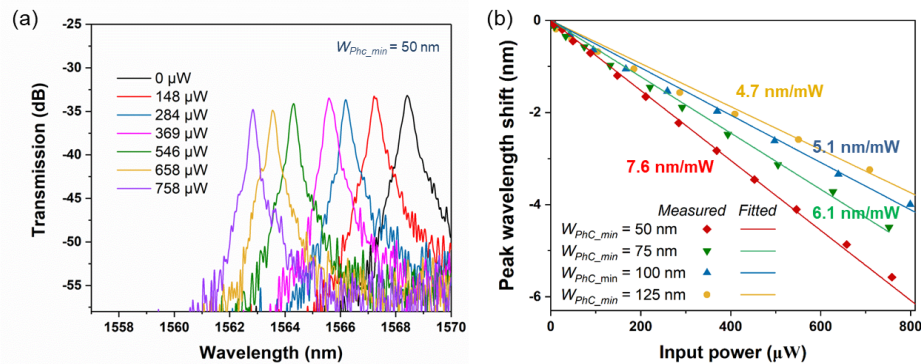 (a)
W_Phc_min = 50 nm
0 μW
148 μW
284 μW
369 μW
546 μW
658 μW
758 μW
Transmission (dB)
-25
-30
-35
-40
-45
-50
-55
1558 1560 1562 1564 1566 1568 1570
Wavelength (nm)
(b)
Peak wavelength shift (nm)
0
-2
-4
-6
4.7 nm/mW
5.1 nm/mW
7.6 nm/mW
6.1 nm/mW
Measured Fitted
W_PhC_min = 50 nm
W_PhC_min = 75 nm
W_PhC_min = 100 nm
W_PhC_min = 125 nm
0 200 400 600 800
Input power (μW)